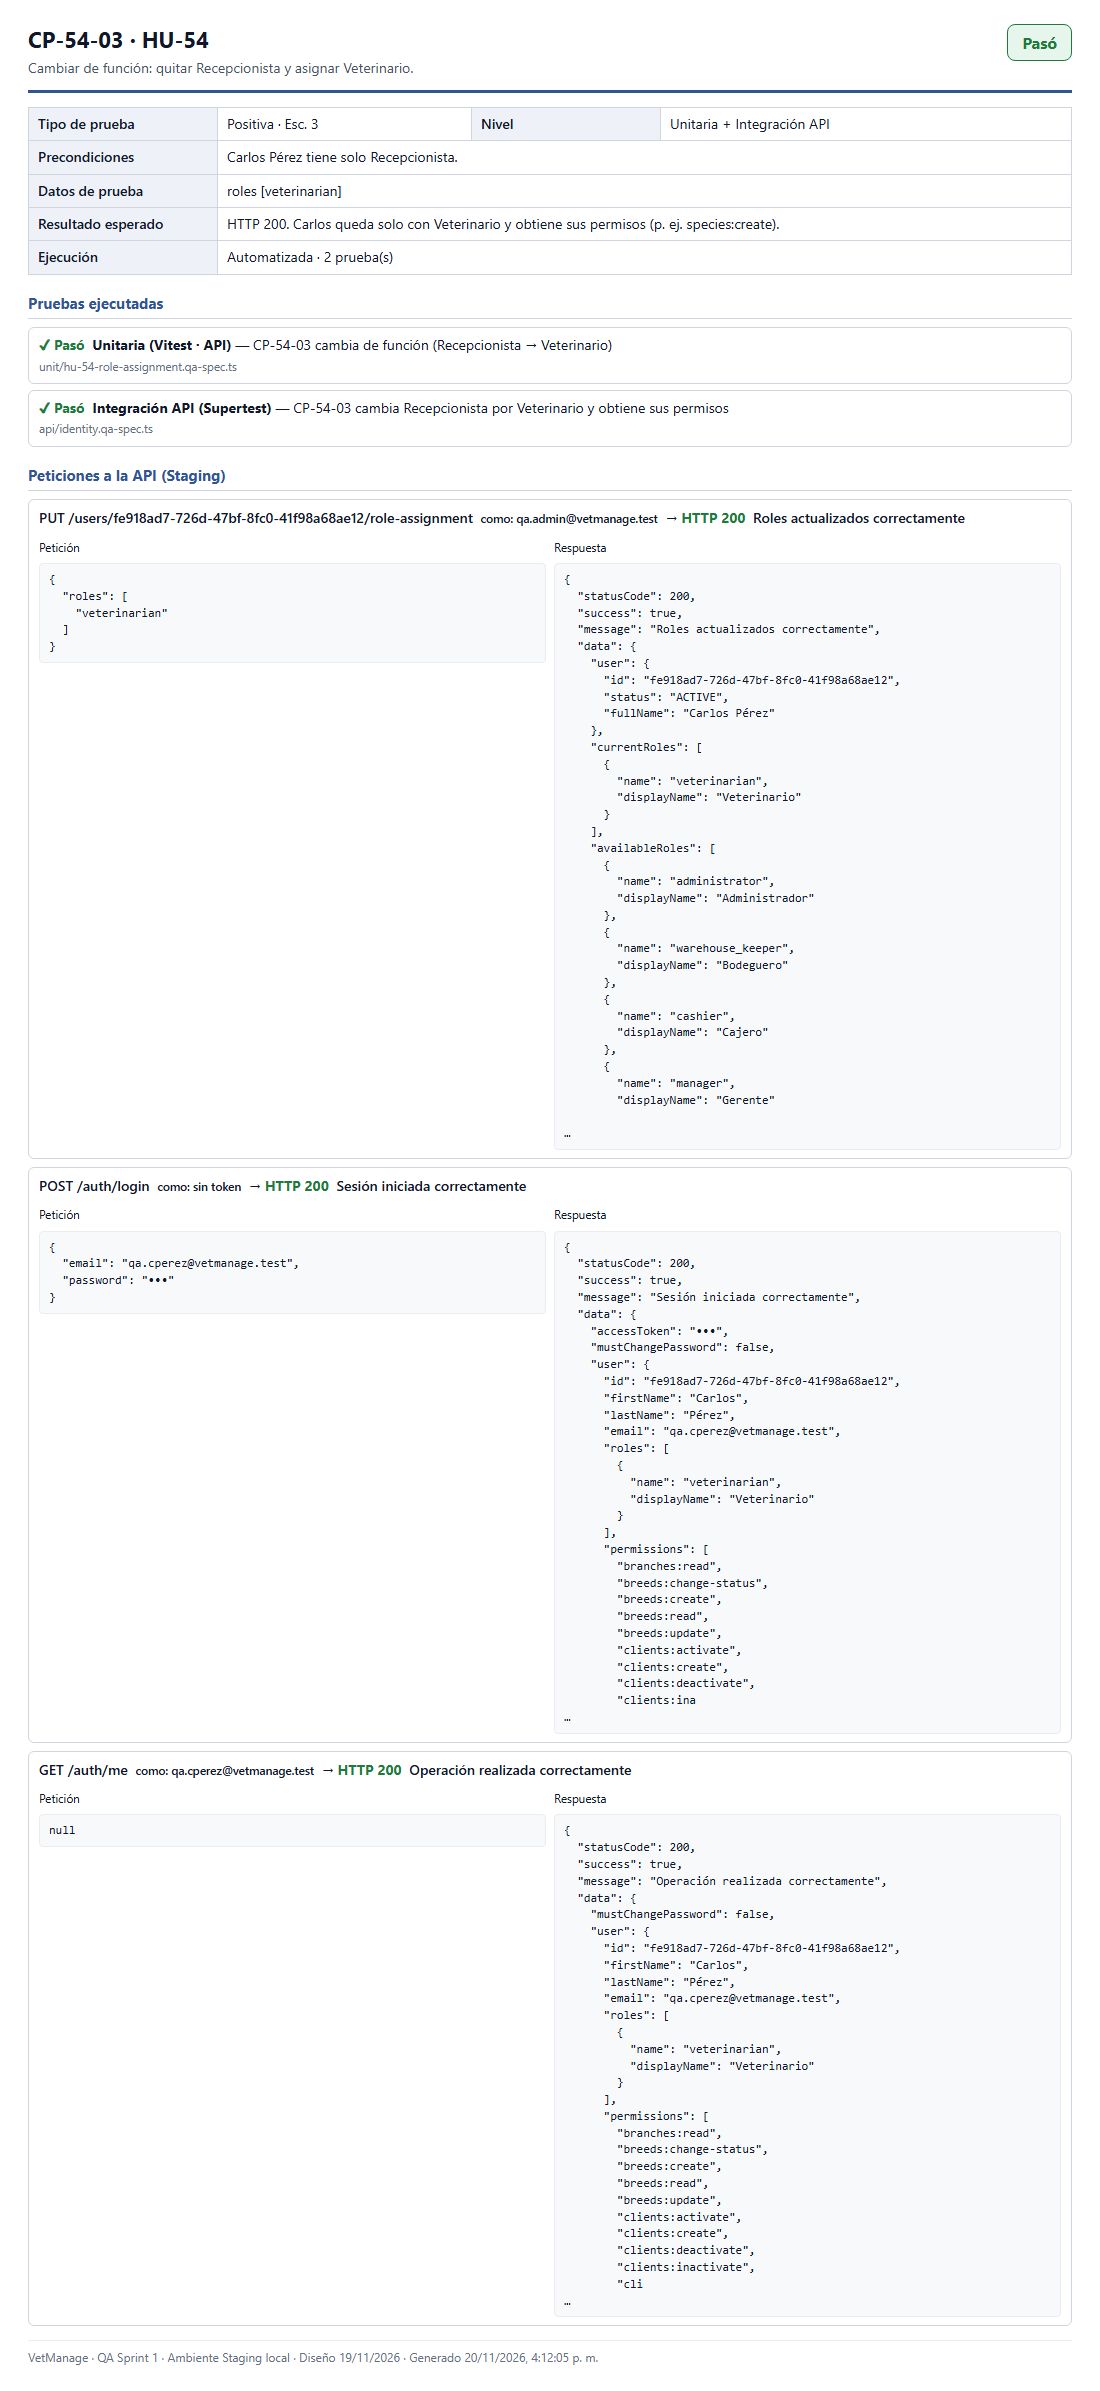 CP-54-03 · HU-54
Pasó
Cambiar de función: quitar Recepcionista y asignar Veterinario.
Tipo de prueba Positiva · Esc. 3 Nivel Unitaria + Integración API
Precondiciones Carlos Pérez tiene solo Recepcionista.
Datos de prueba roles [veterinarian]
Resultado esperado HTTP 200. Carlos queda solo con Veterinario y obtiene sus permisos (p. ej. species:create).
Ejecución Automatizada · 2 prueba(s)
Pruebas ejecutadas
✓ Pasó Unitaria (Vitest · API) — CP-54-03 cambia de función (Recepcionista → Veterinario)
unit/hu-54-role-assignment.qa-spec.ts
✓ Pasó Integración API (Supertest) — CP-54-03 cambia Recepcionista por Veterinario y obtiene sus permisos
api/identity.qa-spec.ts
Peticiones a la API (Staging)
PUT /users/fe918ad7-726d-47bf-8fc0-41f98a68ae12/role-assignment como: qa.admin@vetmanage.test → HTTP 200 Roles actualizados correctamente
Petición
{
  "roles": [
    "veterinarian"
  ]
}
Respuesta
{
  "statusCode": 200,
  "success": true,
  "message": "Roles actualizados correctamente",
  "data": {
    "user": {
      "id": "fe918ad7-726d-47bf-8fc0-41f98a68ae12",
      "status": "ACTIVE",
      "fullName": "Carlos Pérez"
    },
    "currentRoles": [
      {
        "name": "veterinarian",
        "displayName": "Veterinario"
      }
    ],
    "availableRoles": [
      {
        "name": "administrator",
        "displayName": "Administrador"
      },
      {
        "name": "warehouse_keeper",
        "displayName": "Bodeguero"
      },
      {
        "name": "cashier",
        "displayName": "Cajero"
      },
      {
        "name": "manager",
        "displayName": "Gerente"
…
POST /auth/login como: sin token → HTTP 200 Sesión iniciada correctamente
Petición
{
  "email": "qa.cperez@vetmanage.test",
  "password": "•••"
}
Respuesta
{
  "statusCode": 200,
  "success": true,
  "message": "Sesión iniciada correctamente",
  "data": {
    "accessToken": "•••",
    "mustChangePassword": false,
    "user": {
      "id": "fe918ad7-726d-47bf-8fc0-41f98a68ae12",
      "firstName": "Carlos",
      "lastName": "Pérez",
      "email": "qa.cperez@vetmanage.test",
      "roles": [
        {
          "name": "veterinarian",
          "displayName": "Veterinario"
        }
      ],
      "permissions": [
        "branches:read",
        "breeds:change-status",
        "breeds:create",
        "breeds:read",
        "breeds:update",
        "clients:activate",
        "clients:create",
        "clients:deactivate",
        "clients:ina
…
GET /auth/me como: qa.cperez@vetmanage.test → HTTP 200 Operación realizada correctamente
Petición
null
Respuesta
{
  "statusCode": 200,
  "success": true,
  "message": "Operación realizada correctamente",
  "data": {
    "mustChangePassword": false,
    "user": {
      "id": "fe918ad7-726d-47bf-8fc0-41f98a68ae12",
      "firstName": "Carlos",
      "lastName": "Pérez",
      "email": "qa.cperez@vetmanage.test",
      "roles": [
        {
          "name": "veterinarian",
          "displayName": "Veterinario"
        }
      ],
      "permissions": [
        "branches:read",
        "breeds:change-status",
        "breeds:create",
        "breeds:read",
        "breeds:update",
        "clients:activate",
        "clients:create",
        "clients:deactivate",
        "clients:inactivate",
        "cli
…
VetManage · QA Sprint 1 · Ambiente Staging local · Diseño 19/11/2026 · Generado 20/11/2026, 4:12:05 p. m.